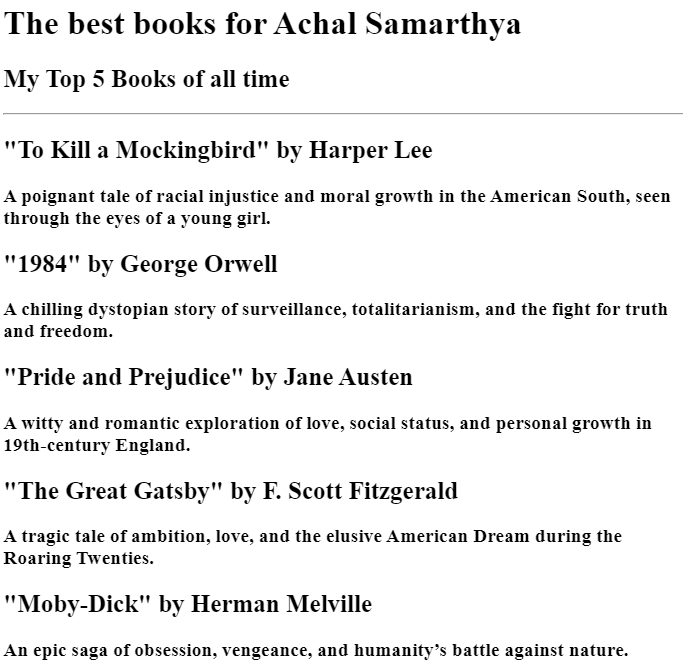 The best books for Achal Samarthya
My Top 5 Books of all time
"To Kill a Mockingbird" by Harper Lee
A poignant tale of racial injustice and moral growth in the American South, seen
through the eyes of a young girl.
"1984" by George Orwell
A chilling dystopian story of surveillance, totalitarianism, and the fight for truth
and freedom.
"Pride and Prejudice" by Jane Austen
A witty and romantic exploration of love, social status, and personal growth in
19th-century England.
"The Great Gatsby" by F. Scott Fitzgerald
A tragic tale of ambition, love, and the elusive American Dream during the
Roaring Twenties.
"Moby-Dick" by Herman Melville
An epic saga of obsession, vengeance, and humanity’s battle against nature.